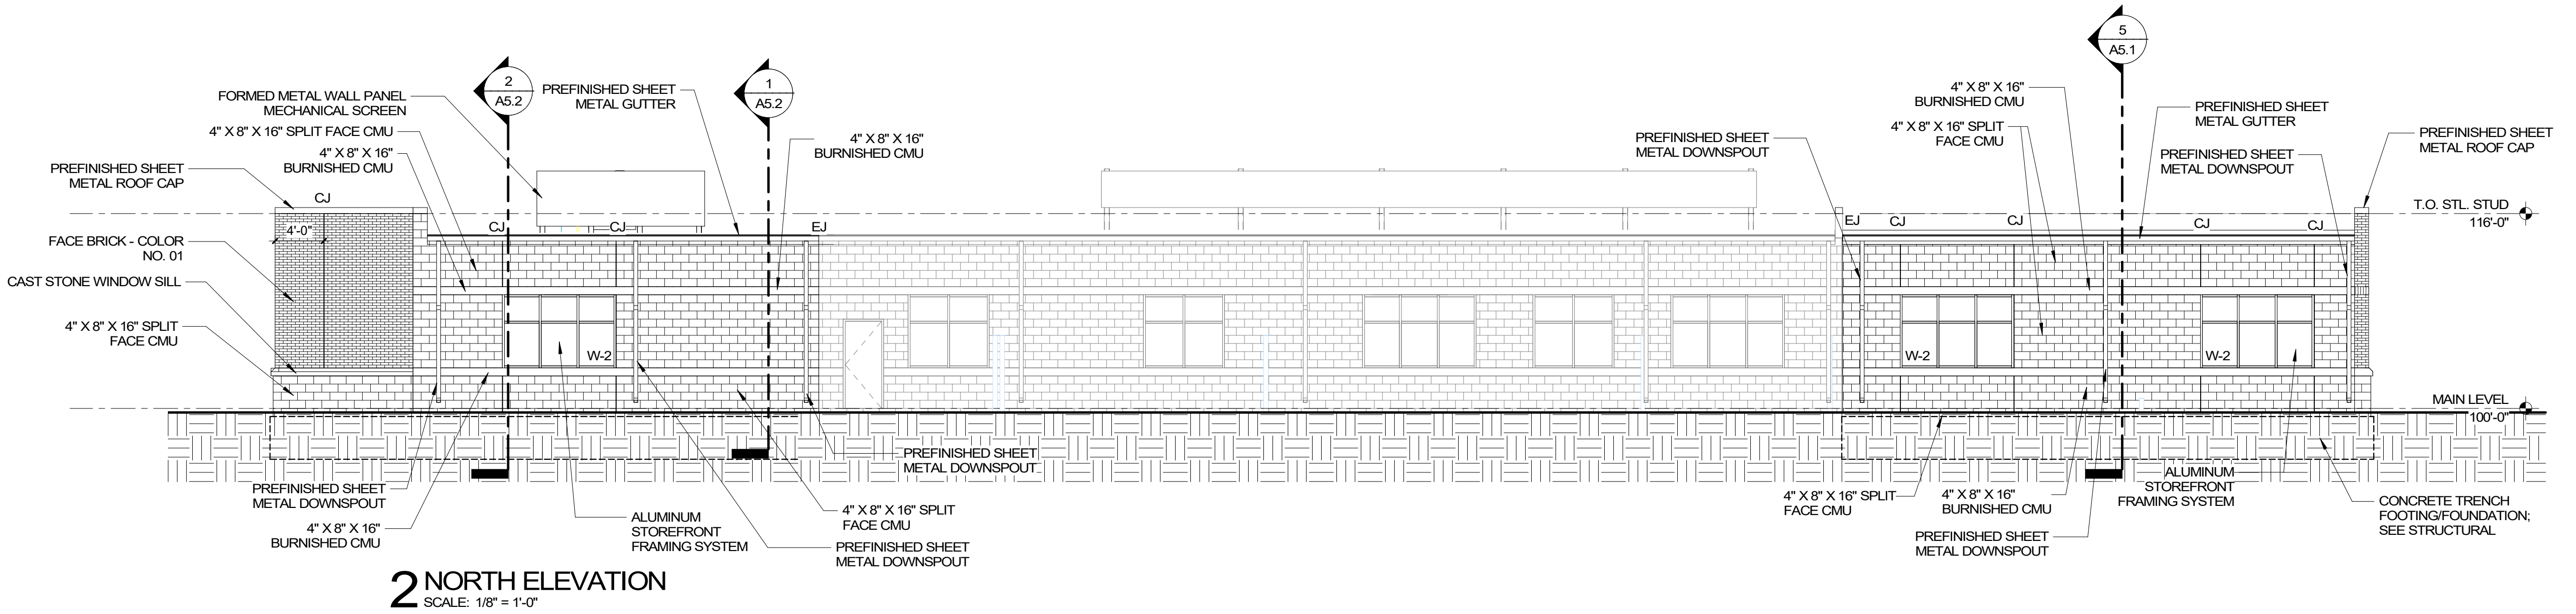 2
A5.2
1
A5.2
5
A5.1
FORMED METAL WALL PANEL
MECHANICAL SCREEN
4" X 8" X 16" SPLIT FACE CMU
4" X 8" X 16"
BURNISHED CMU
PREFINISHED SHEET
METAL ROOF CAP
FACE BRICK - COLOR
NO. 01
CAST STONE WINDOW SILL
4" X 8" X 16" SPLIT
FACE CMU
PREFINISHED SHEET
METAL GUTTER
4" X 8" X 16"
BURNISHED CMU
CJ
4'-0"
CJ
CJ
EJ
W-2
PREFINISHED SHEET
METAL DOWNSPOUT
4" X 8" X 16"
BURNISHED CMU
ALUMINUM
STOREFRONT
FRAMING SYSTEM
PREFINISHED SHEET
METAL DOWNSPOUT
4" X 8" X 16" SPLIT
FACE CMU
PREFINISHED SHEET
METAL DOWNSPOUT
PREFINISHED SHEET
METAL DOWNSPOUT
4" X 8" X 16"
BURNISHED CMU
4" X 8" X 16" SPLIT
FACE CMU
PREFINISHED SHEET
METAL GUTTER
PREFINISHED SHEET
METAL DOWNSPOUT
PREFINISHED SHEET
METAL ROOF CAP
T.O. STL. STUD
116'-0"
EJ
CJ
CJ
CJ
CJ
W-2
W-2
MAIN LEVEL
100'-0"
4" X 8" X 16" SPLIT
FACE CMU
4" X 8" X 16"
BURNISHED CMU
PREFINISHED SHEET
METAL DOWNSPOUT
ALUMINUM
STOREFRONT
FRAMING SYSTEM
CONCRETE TRENCH
FOOTING/FOUNDATION;
SEE STRUCTURAL
2 NORTH ELEVATION
SCALE: 1/8" = 1'-0"